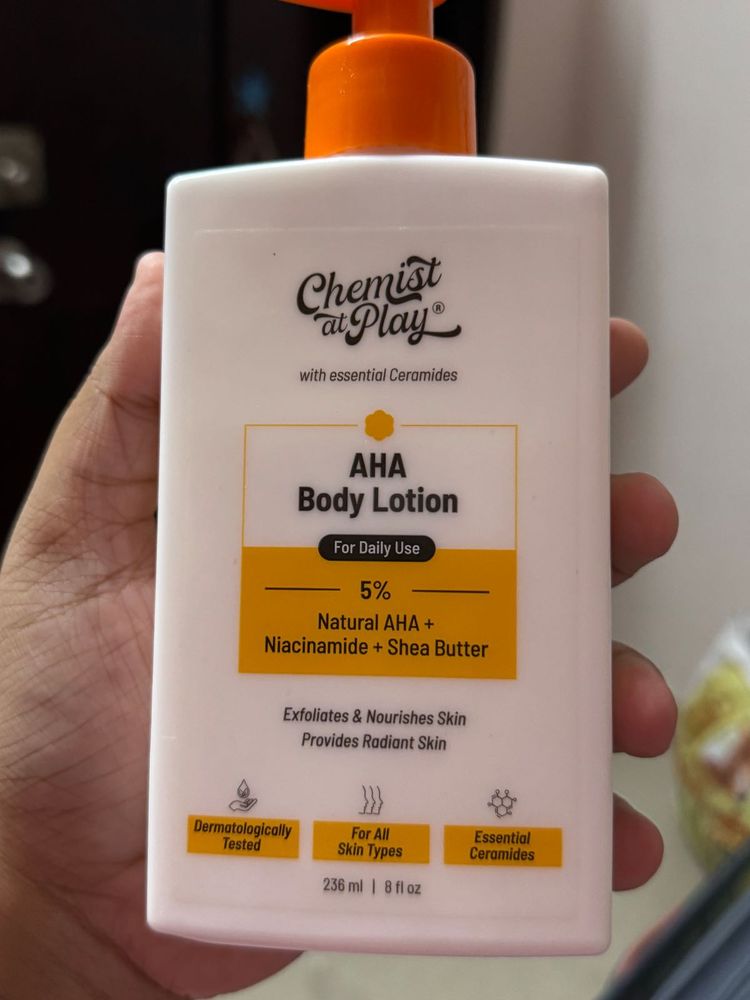 Chemist
at Play®
with essential Ceramides
AHA
Body Lotion
For Daily Use
5%
Natural AHA +
Niacinamide + Shea Butter
Exfoliates & Nourishes Skin
Provides Radiant Skin
Dermatologically
Tested
For All
Skin Types
Essential
Ceramides
236 ml | 8 fl oz